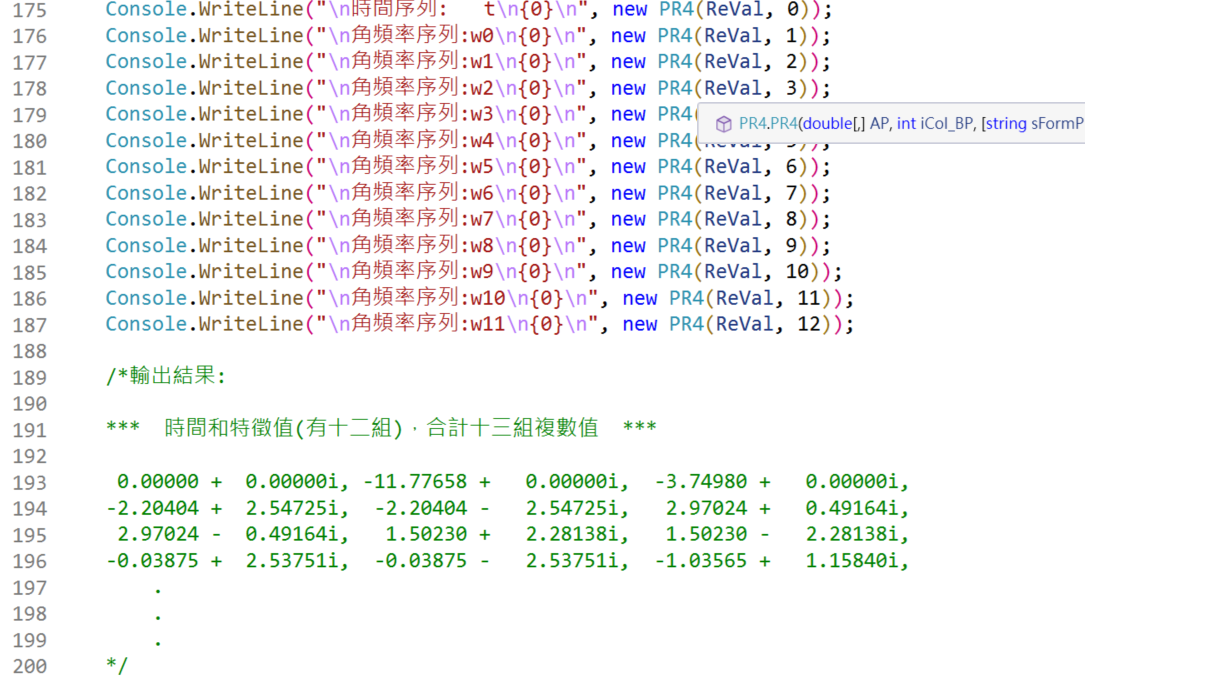 175 Console.WriteLine("\n時間序列:   t\n{0}\n", new PR4(ReVal, 0));
176 Console.WriteLine("\n角頻率序列:w0\n{0}\n", new PR4(ReVal, 1));
177 Console.WriteLine("\n角頻率序列:w1\n{0}\n", new PR4(ReVal, 2));
178 Console.WriteLine("\n角頻率序列:w2\n{0}\n", new PR4(ReVal, 3));
179 Console.WriteLine("\n角頻率序列:w3\n{0}\n", new PR4(
PR4.PR4(double[,] AP, int iCol_BP, [string sFormP
180 Console.WriteLine("\n角頻率序列:w4\n{0}\n", new PR4(ReVal, 5));
181 Console.WriteLine("\n角頻率序列:w5\n{0}\n", new PR4(ReVal, 6));
182 Console.WriteLine("\n角頻率序列:w6\n{0}\n", new PR4(ReVal, 7));
183 Console.WriteLine("\n角頻率序列:w7\n{0}\n", new PR4(ReVal, 8));
184 Console.WriteLine("\n角頻率序列:w8\n{0}\n", new PR4(ReVal, 9));
185 Console.WriteLine("\n角頻率序列:w9\n{0}\n", new PR4(ReVal, 10));
186 Console.WriteLine("\n角頻率序列:w10\n{0}\n", new PR4(ReVal, 11));
187 Console.WriteLine("\n角頻率序列:w11\n{0}\n", new PR4(ReVal, 12));
188
189 /*輸出結果:
190
191 ***  時間和特徵值(有十二組)，合計十三組複數值  ***
192
193 0.00000 +  0.00000i, -11.77658 +   0.00000i,  -3.74980 +   0.00000i,
194 -2.20404 +  2.54725i,  -2.20404 -   2.54725i,   2.97024 +   0.49164i,
195 2.97024 -  0.49164i,   1.50230 +   2.28138i,   1.50230 -   2.28138i,
196 -0.03875 +  2.53751i,  -0.03875 -   2.53751i,  -1.03565 +   1.15840i,
197 .
198 .
199 .
200 */